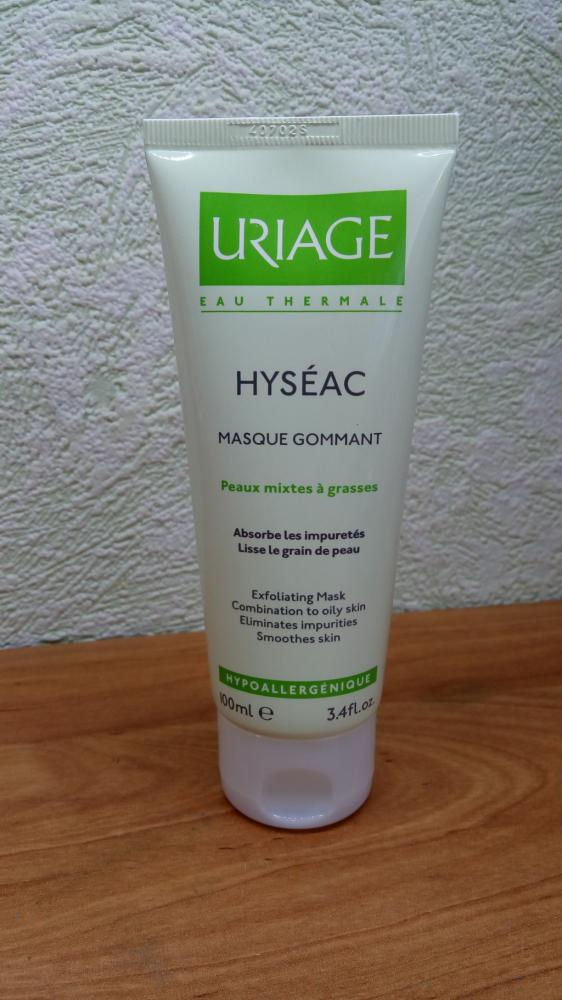 20702S
URIAGE
EAU THERMALE
HYSÉAC
MASQUE GOMMANT
Peaux mixtes à grasses
Absorbe les impuretés
Lisse le grain de peau
Exfoliating Mask
Combination to oily skin
Eliminates impurities
Smoothes skin
HYPOALLERGÉNIQUE
100ml ℮ 3.4fl.oz.